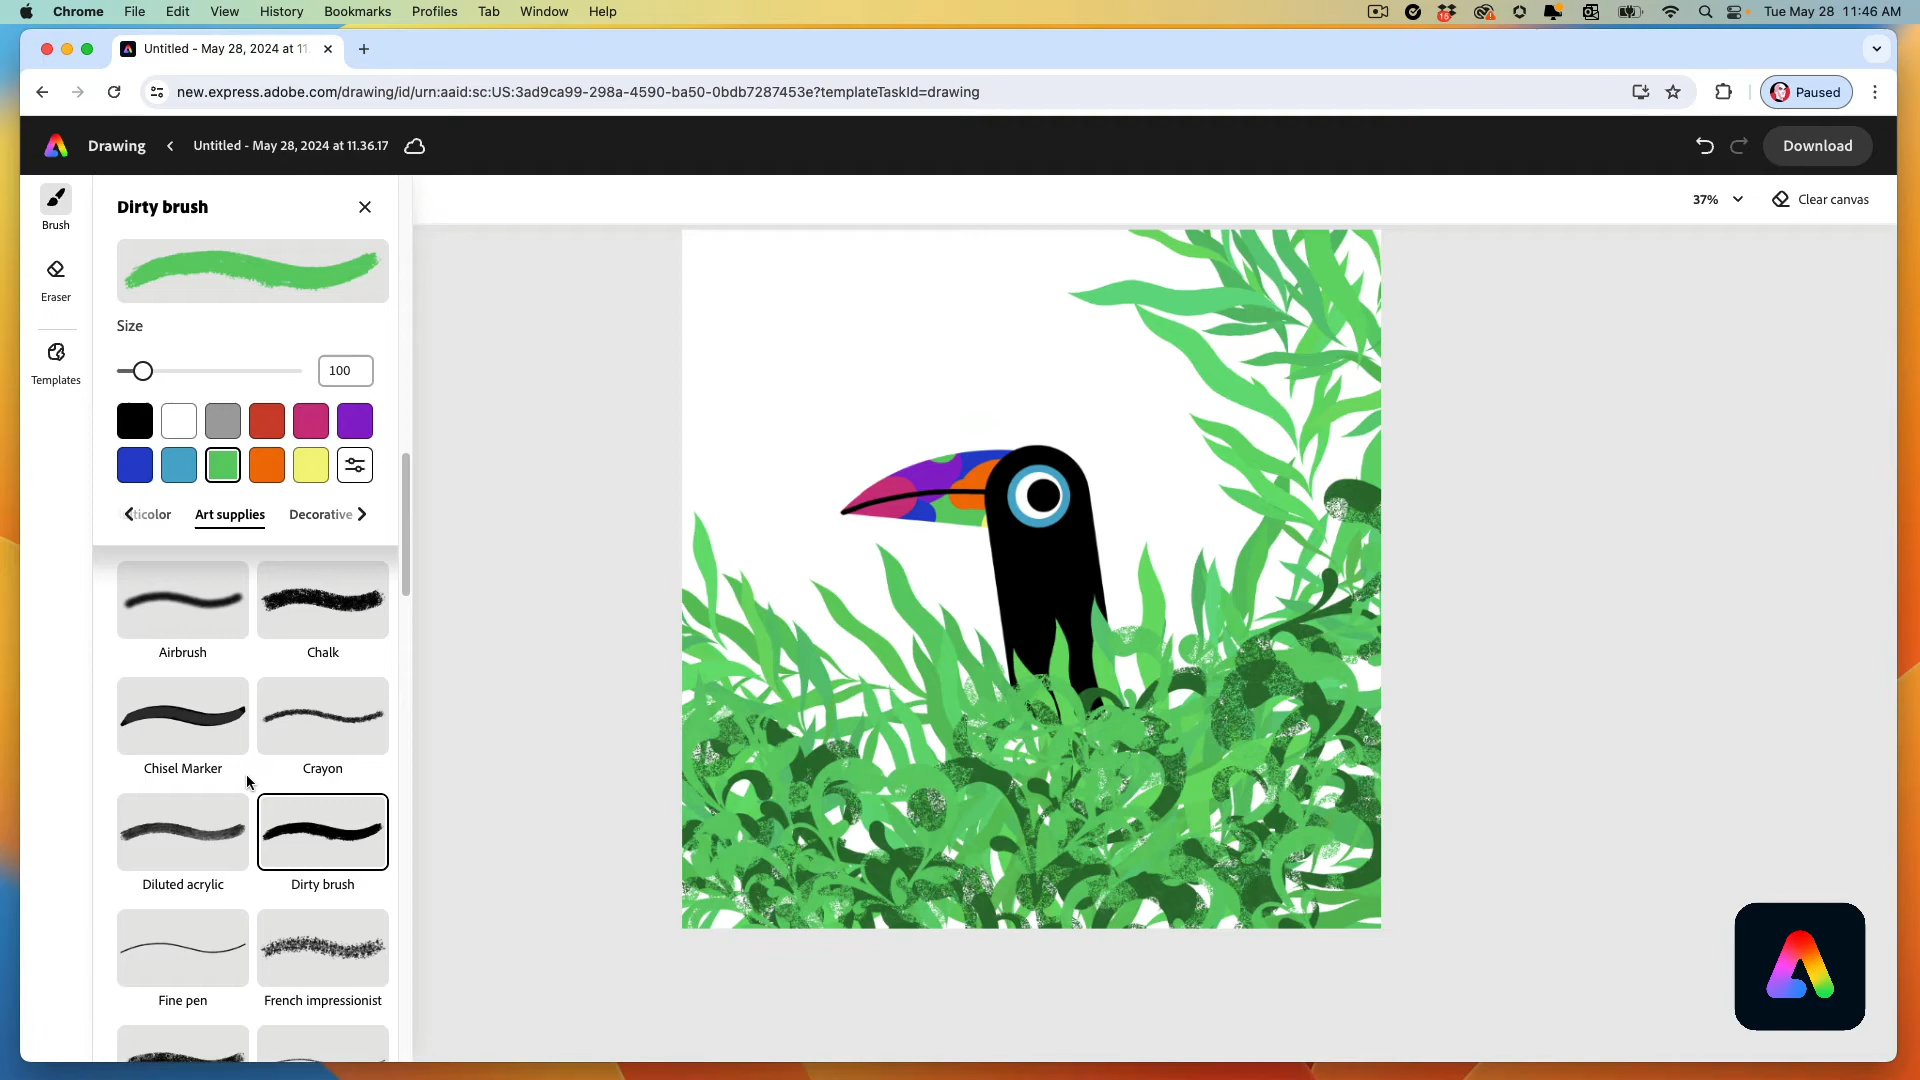 Chrome File Edit View History Bookmarks Profiles Tab Window Help 15 Tue May 28 11:46 AM
Untitled - May 28, 2024 at 11
new.express.adobe.com/drawing/id/urn:aaid:sc:US:3ad9ca99-298a-4590-ba50-0bdb7287453e?templateTaskId=drawing Paused
Drawing Untitled - May 28, 2024 at 11.36.17 Download
Dirty brush
37% Clear canvas
Brush
Eraser
Templates
Size
100
ticolor Art supplies Decorative
Airbrush Chalk
Chisel Marker Crayon
Diluted acrylic Dirty brush
Fine pen French impressionist